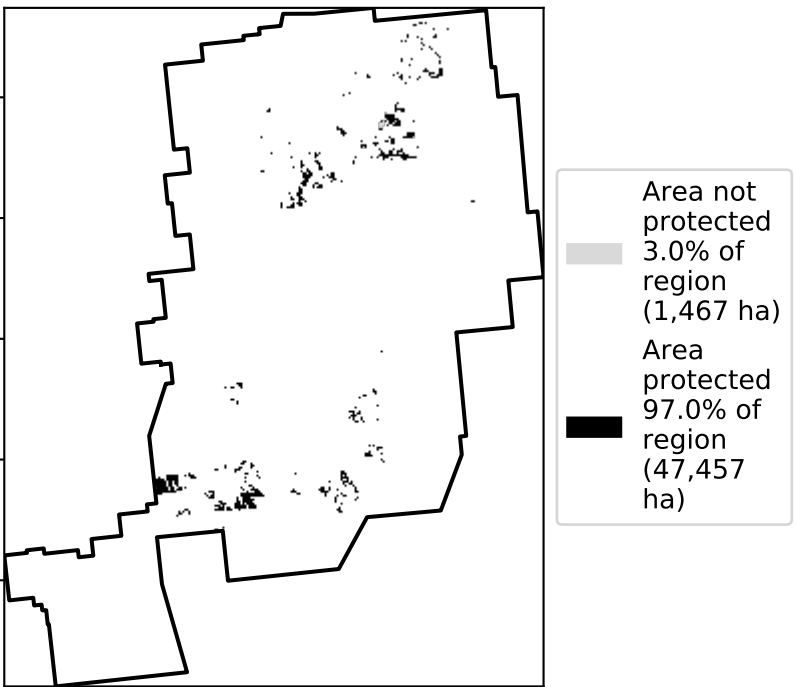 Area not
protected
3.0% of
region
(1,467 ha)
Area
protected
97.0% of
region
(47,457
ha)